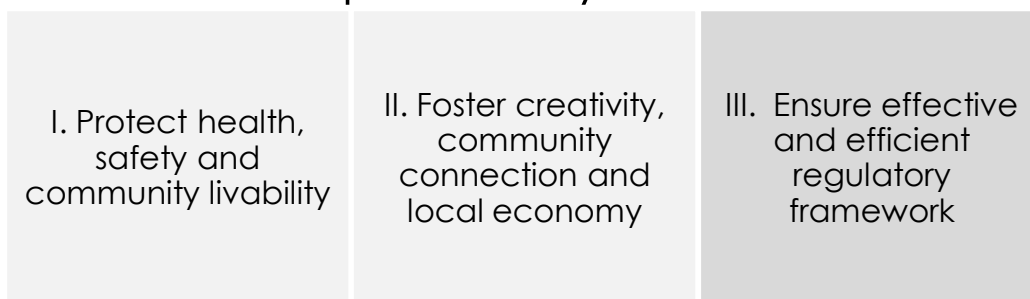 I. Protect health,
safety and
community livability
II. Foster creativity,
community
connection and
local economy
III. Ensure effective
and efficient
regulatory
framework